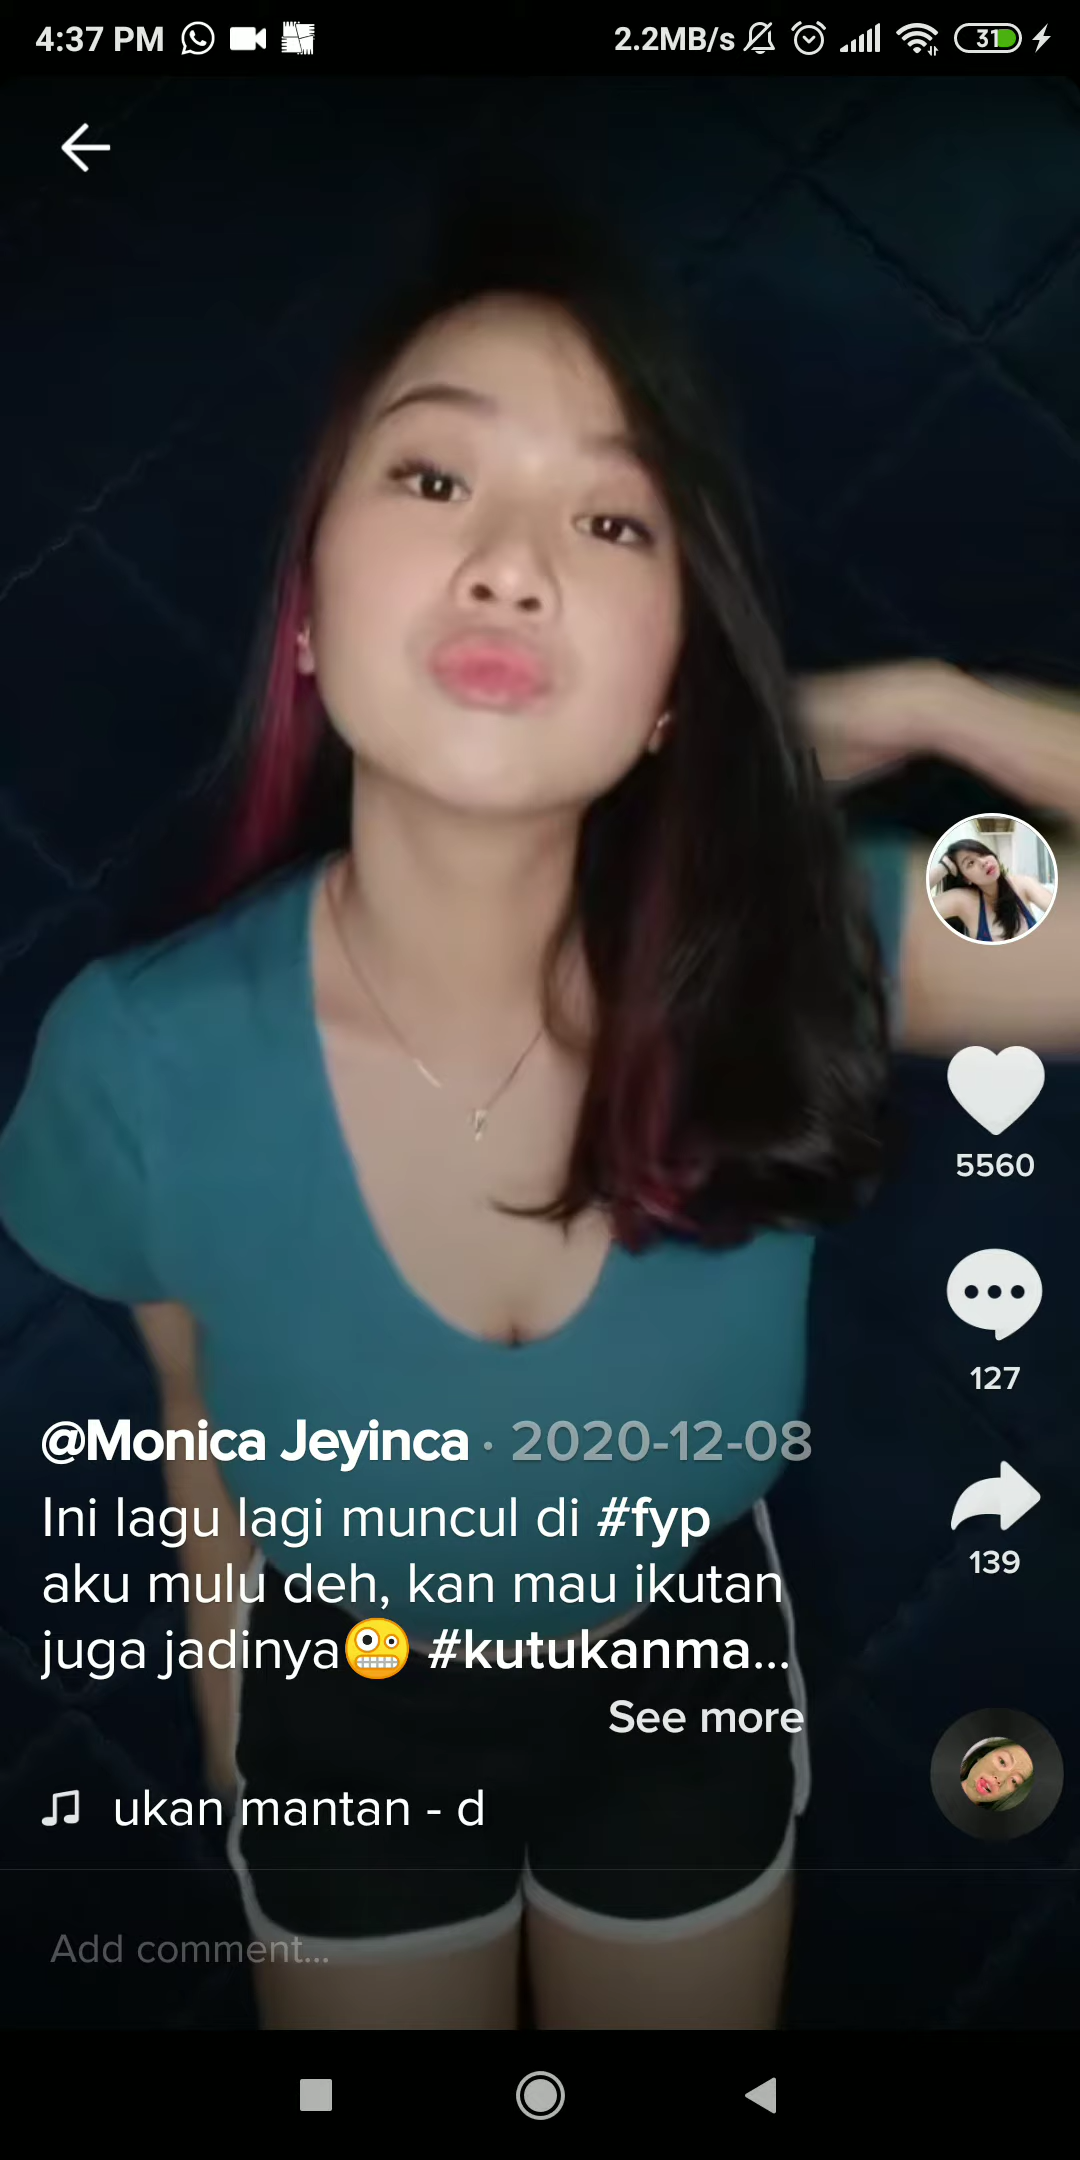 4:37 PM
2.2MB/s
31
5560
127
@Monica Jeyinca · 2020-12-08
Ini lagu lagi muncul di #fyp
aku mulu deh, kan mau ikutan
juga jadinya🤪 #kutukanma...
See more
139
ukan mantan - d
Add comment...